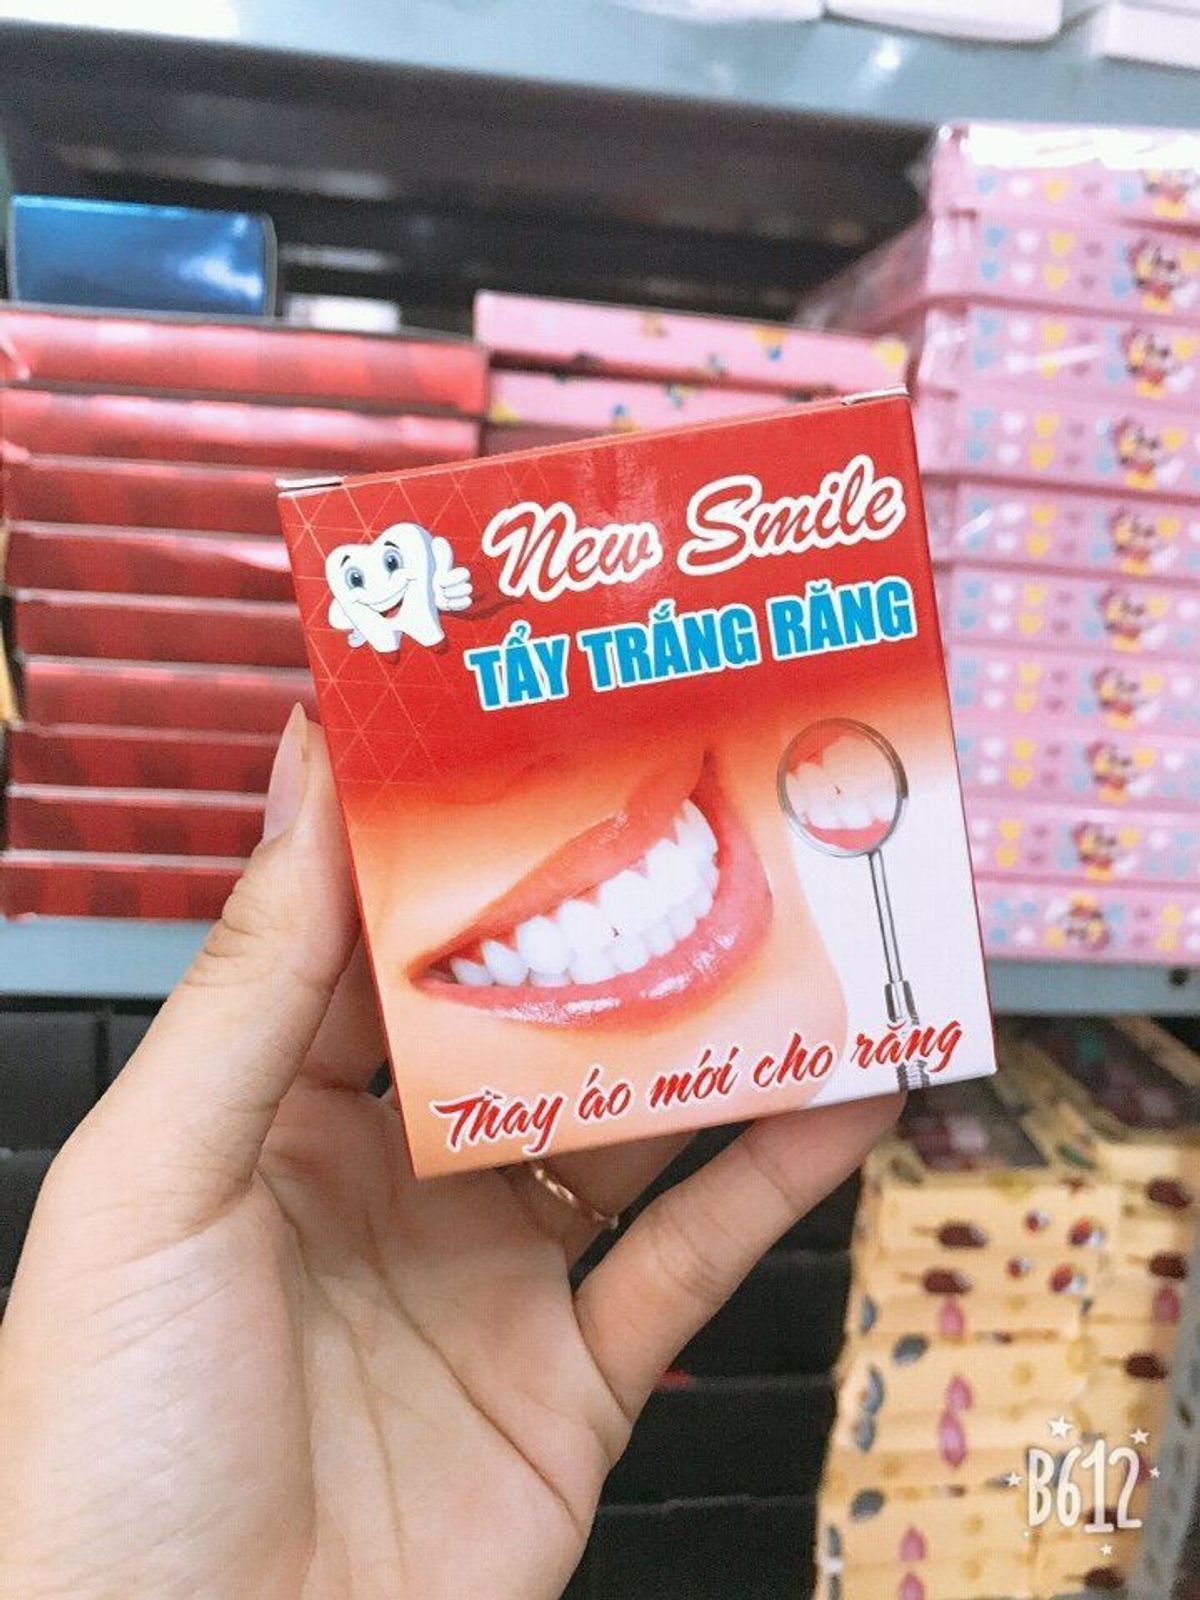 New Smile
TẨY TRẮNG RĂNG
Thay áo mới cho răng
B612